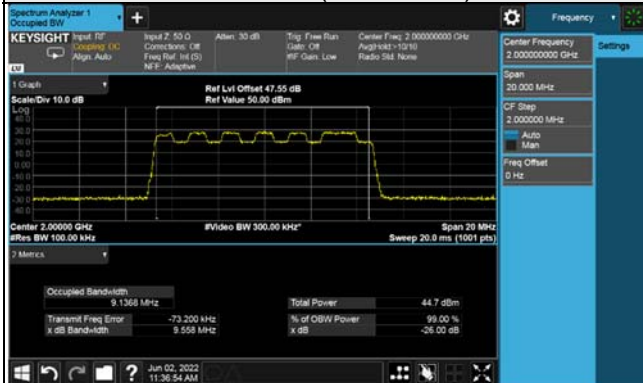 Spectrum Analyzer 1
Occupied BW
Frequency
KEYSIGHT
Input: RF
Coupling: DC
Align: Auto
Input Z: 50 Ω
Corrections: Off
Freq Ref: Int (S)
NFE: Adaptive
Atten: 30 dB
Trig: Free Run
Gate: Off
#IF Gain: Low
Center Freq: 2.000000000 GHz
Avg|Hold:>10/10
Radio Std: None
Center Frequency
2.000000000 GHz
Settings
Span
20.000 MHz
CF Step
2.000000 MHz
Auto
Man
Freq Offset
0 Hz
1 Graph
Scale/Div 10.0 dB
Ref Lvl Offset 47.55 dB
Ref Value 50.00 dBm
Log
40.0
30.0
20.0
10.0
0.00
-10.0
-20.0
-30.0
-40.0
Center 2.00000 GHz
#Res BW 100.00 kHz
#Video BW 300.00 kHz*
Span 20 MHz
Sweep 20.0 ms (1001 pts)
2 Metrics
Occupied Bandwidth
9.1368 MHz
Total Power
44.7 dBm
Transmit Freq Error
-73.200 kHz
% of OBW Power
99.00 %
x dB Bandwidth
9.558 MHz
x dB
-26.00 dB
?
Jun 02, 2022
11:36:54 AM